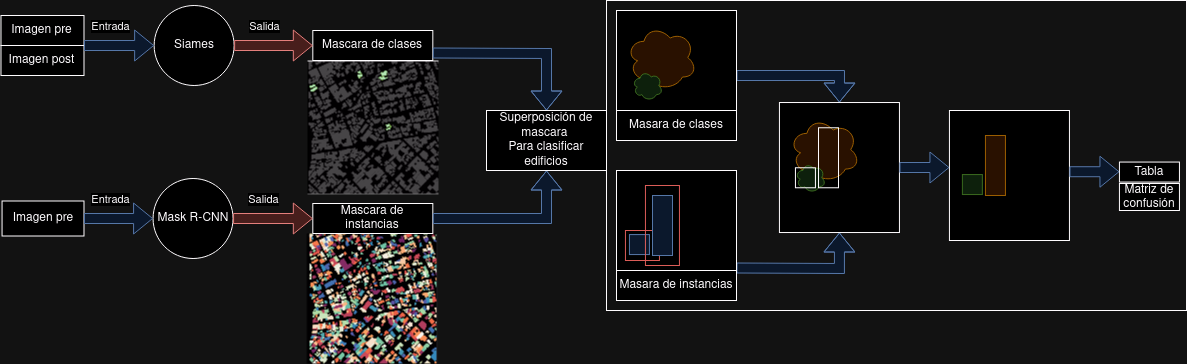 Imagen pre
Imagen post
Entrada
Siames
Salida
Mascara de clases
Imagen pre
Entrada
Mask R-CNN
Salida
Mascara de
instancias
Superposición de
mascara
Para clasificar
edificios
Masara de clases
Masara de instancias
Tabla
Matriz de
confusión